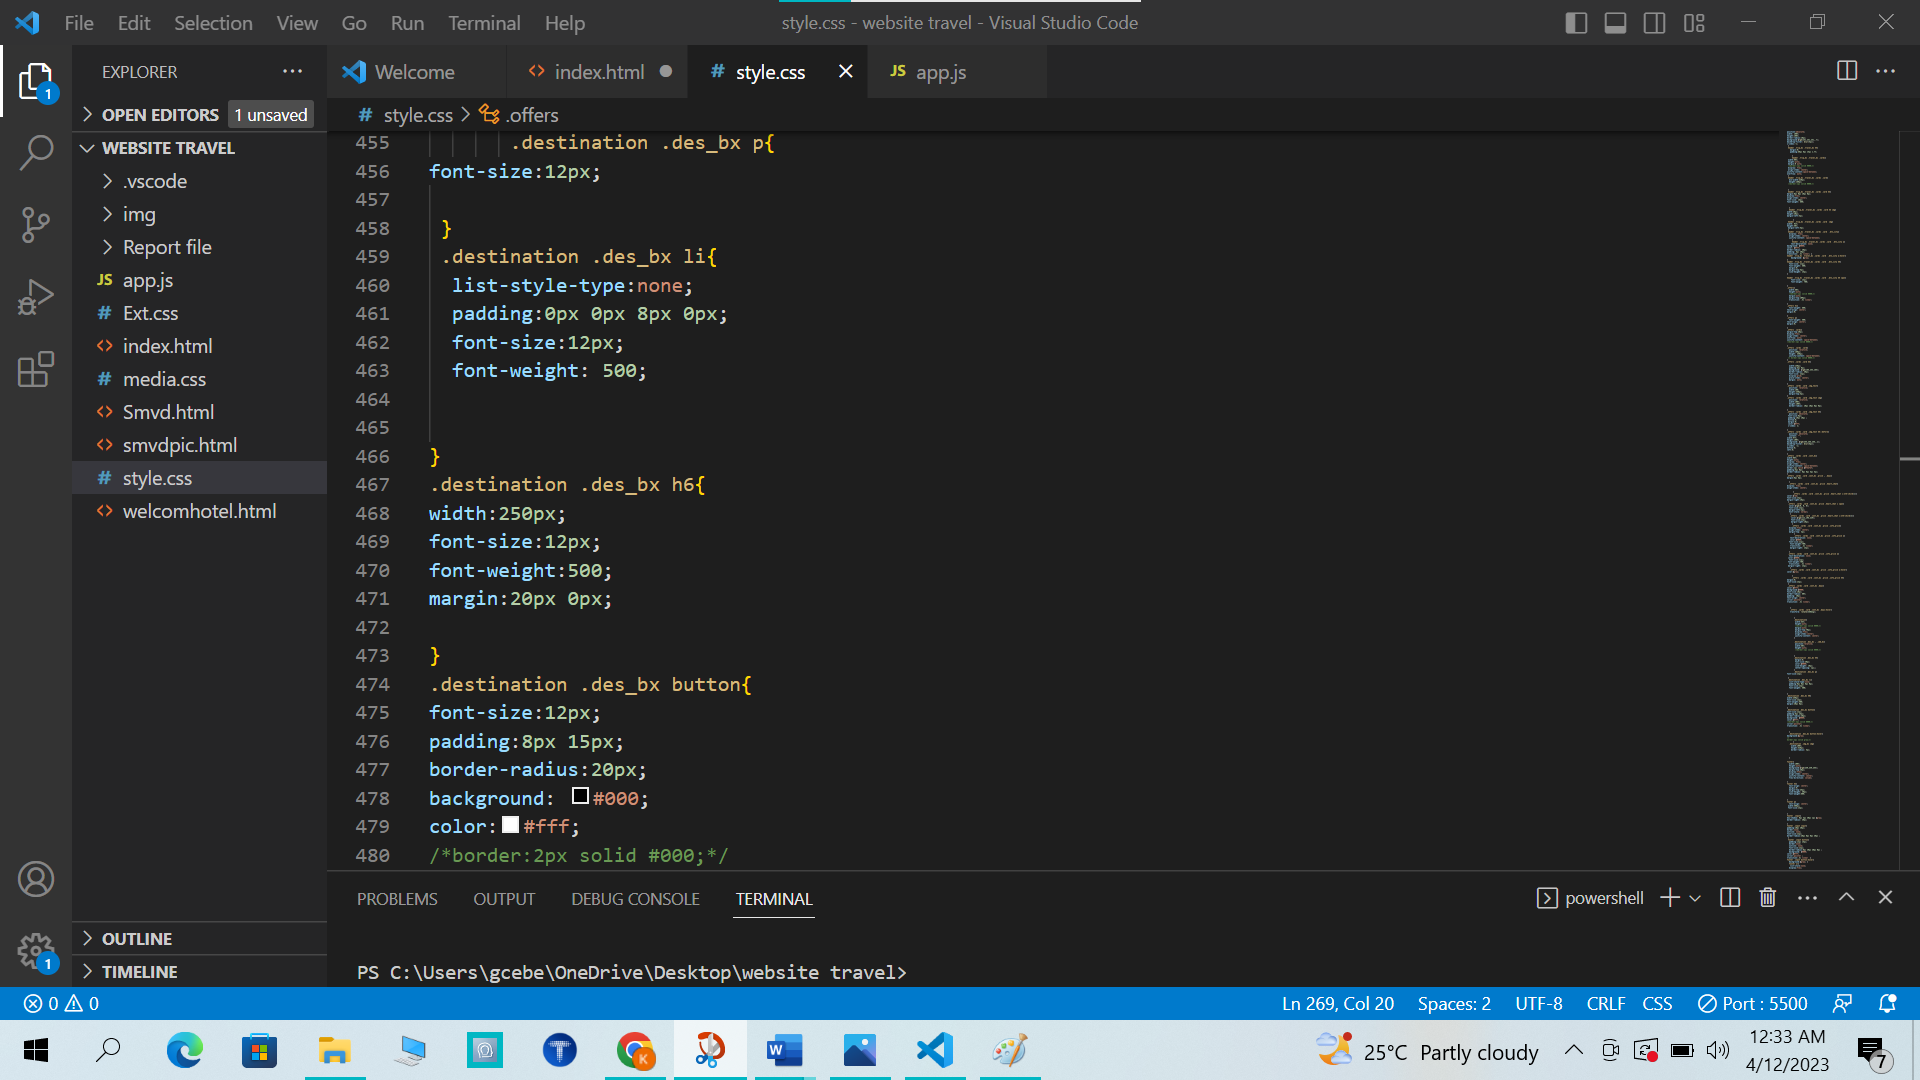 File Edit Selection View Go Run Terminal Help style.css - website travel - Visual Studio Code
EXPLORER
Welcome index.html style.css JS app.js
OPEN EDITORS 1 unsaved
# style.css > .offers
WEBSITE TRAVEL
.vscode
img
Report file
JS app.js
# Ext.css
<> index.html
# media.css
<> Smvd.html
<> smvdpic.html
# style.css
<> welcomhotel.html
OUTLINE
TIMELINE
455 .destination .des_bx p{
456 font-size:12px;
457
458 }
459 .destination .des_bx li{
460 list-style-type:none;
461 padding:0px 0px 8px 0px;
462 font-size:12px;
463 font-weight: 500;
464
465
466 }
467 .destination .des_bx h6{
468 width:250px;
469 font-size:12px;
470 font-weight:500;
471 margin:20px 0px;
472
473 }
474 .destination .des_bx button{
475 font-size:12px;
476 padding:8px 15px;
477 border-radius:20px;
478 background: #000;
479 color:#fff;
480 /*border:2px solid #000;*/
PROBLEMS OUTPUT DEBUG CONSOLE TERMINAL powershell
PS C:\Users\gcebe\OneDrive\Desktop\website travel>
0 0 Ln 269, Col 20 Spaces: 2 UTF-8 CRLF CSS Port : 5500
25°C Partly cloudy
12:33 AM
4/12/2023
7